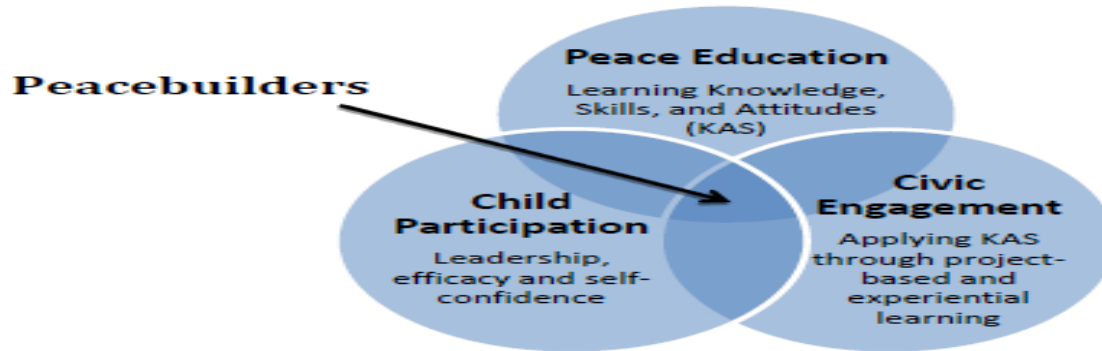 Peacebuilders
Peace Education
Learning Knowledge,
Skills, and Attitudes
(KAS)
Child
Participation
Leadership,
efficacy and self-
confidence
Civic
Engagement
Applying KAS
through project-
based and
experiential
learning